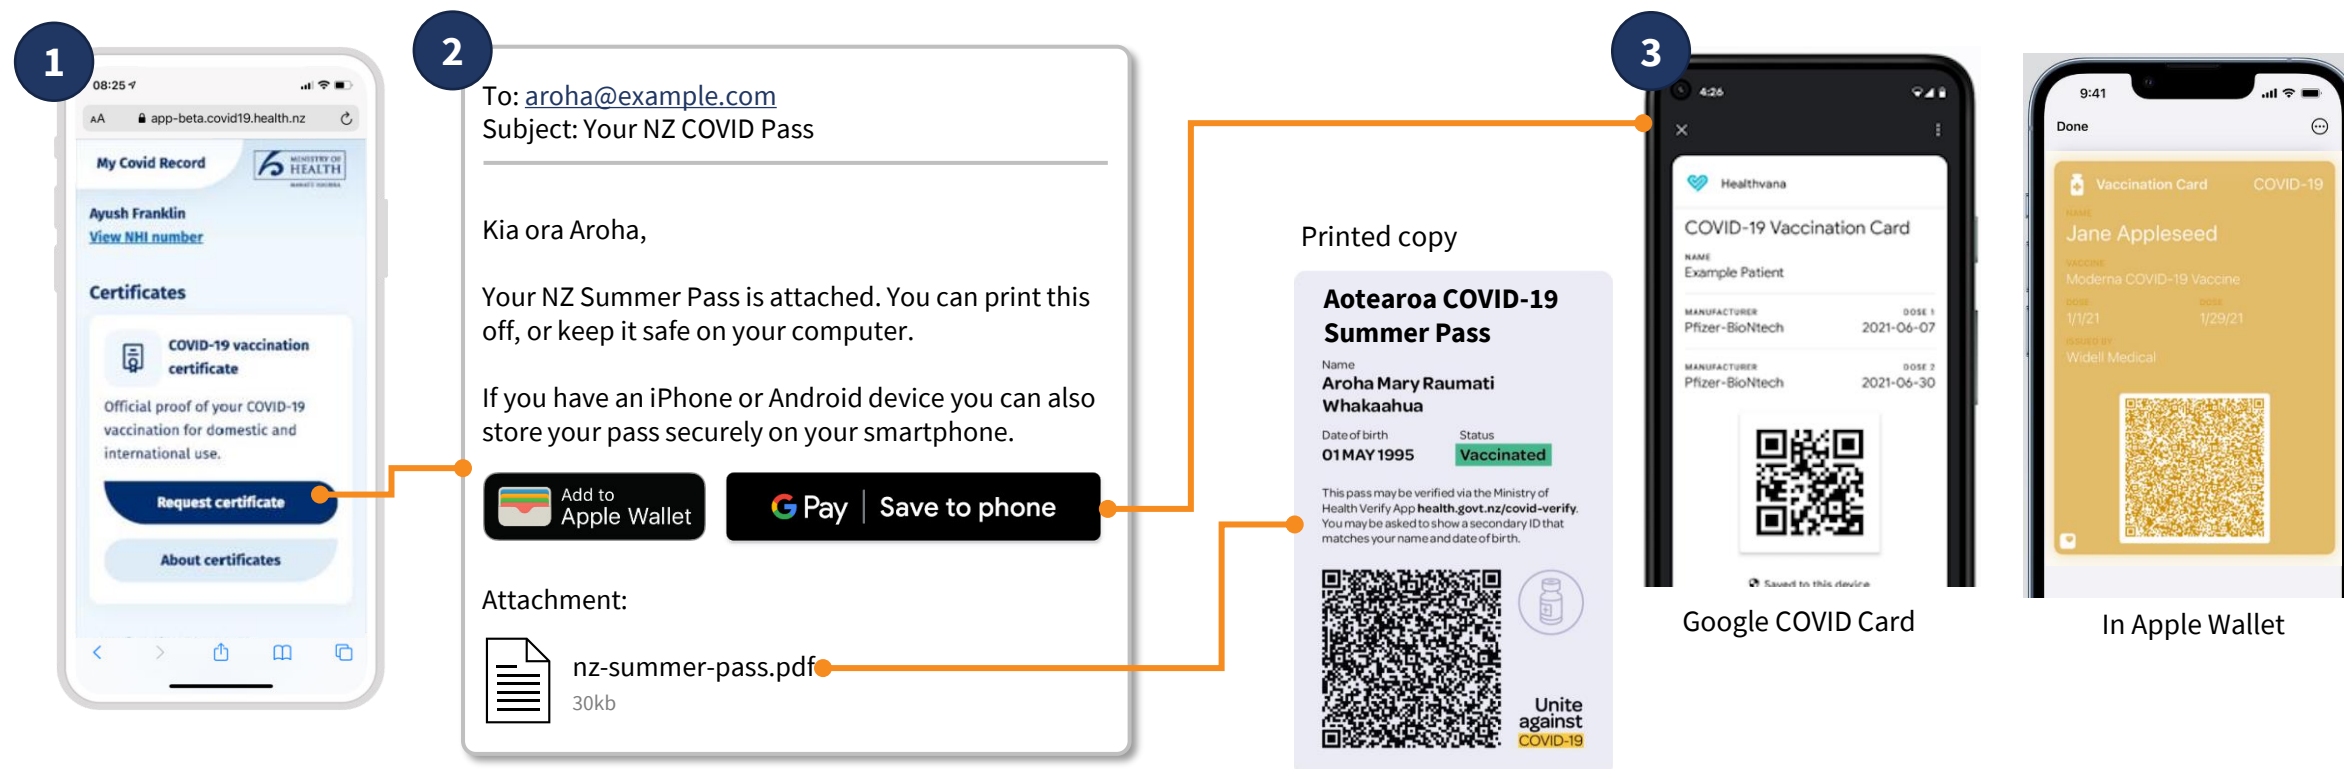 1
08:25
AA app-beta.covid19.health.nz
My Covid Record
MINISTRY OF
HEALTH
MANATŪ HAUORA
Ayush Franklin
View NHI number
Certificates
COVID-19 vaccination
certificate
Official proof of your COVID-19
vaccination for domestic and
international use.
Request certificate
About certificates
2
To: aroha@example.com
Subject: Your NZ COVID Pass
Kia ora Aroha,
Your NZ Summer Pass is attached. You can print this
off, or keep it safe on your computer.
If you have an iPhone or Android device you can also
store your pass securely on your smartphone.
Add to
Apple Wallet
G Pay | Save to phone
Attachment:
nz-summer-pass.pdf
30kb
Printed copy
Aotearoa COVID-19
Summer Pass
Name
Aroha Mary Raumati
Whakaahua
Date of birth Status
01 MAY 1995 Vaccinated
This pass may be verified via the Ministry of
Health Verify App health.govt.nz/covid-verify.
You may be asked to show a secondary ID that
matches your name and date of birth.
Unite
against
COVID-19
3
4:26
Healthvana
COVID-19 Vaccination Card
NAME
Example Patient
MANUFACTURER DOSE 1
Pfizer-BioNtech 2021-06-07
MANUFACTURER DOSE 2
Pfizer-BioNtech 2021-06-30
Saved to this device
Google COVID Card
9:41
Done
Vaccination Card COVID-19
NAME
Jane Appleseed
VACCINE
Moderna COVID-19 Vaccine
DOSE DOSE
1/1/21 1/29/21
ISSUED BY
Widell Medical
In Apple Wallet